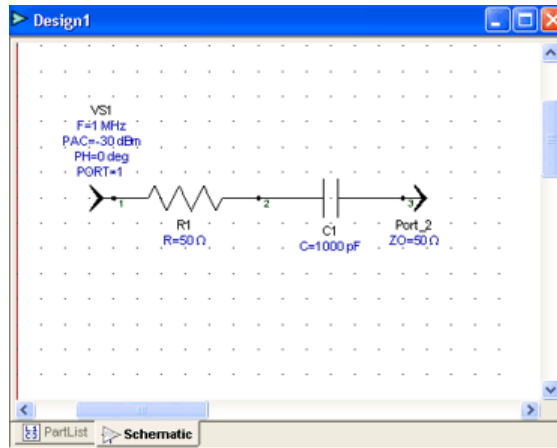 Design1
VS1
F=1 MHz
PAC=-30 dBm
PH=0 deg
PORT=1
1
2
3
R1
R=50 Ω
C1
C=1000 pF
Port_2
ZO=50 Ω
PartList
Schematic